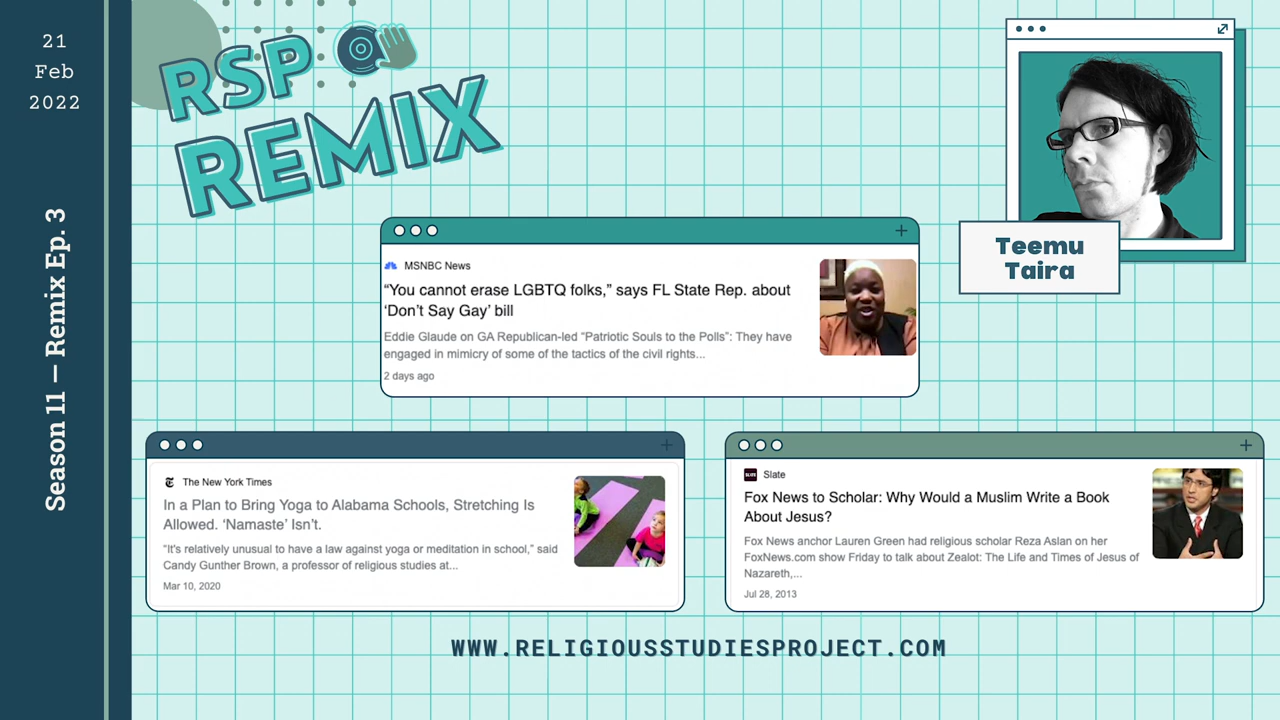 21
Feb
2022
Season 11 — Remix Ep. 3
RSP
REMIX
Teemu
Taira
MSNBC News
“You cannot erase LGBTQ folks,” says FL State Rep. about
‘Don’t Say Gay’ bill
Eddie Glaude on GA Republican-led “Patriotic Souls to the Polls”: They have
engaged in mimicry of some of the tactics of the civil rights...
2 days ago
The New York Times
In a Plan to Bring Yoga to Alabama Schools, Stretching Is
Allowed. ‘Namaste’ Isn’t.
“It's relatively unusual to have a law against yoga or meditation in school,” said
Candy Gunther Brown, a professor of religious studies at...
Mar 10, 2020
SLATE
Slate
Fox News to Scholar: Why Would a Muslim Write a Book
About Jesus?
Fox News anchor Lauren Green had religious scholar Reza Aslan on her
FoxNews.com show Friday to talk about Zealot: The Life and Times of Jesus of
Nazareth,...
Jul 28, 2013
WWW.RELIGIOUSSTUDIESPROJECT.COM